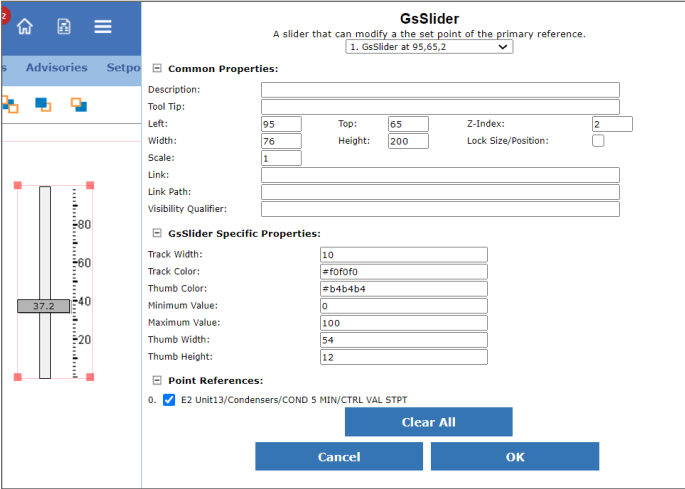 2
s Advisories Setpo
80
60
40
20
37.2
GsSlider
A slider that can modify a the set point of the primary reference.
1. GsSlider at 95,65,2
Common Properties:
Description:
Tool Tip:
Left: 95 Top: 65 Z-Index: 2
Width: 76 Height: 200 Lock Size/Position:
Scale: 1
Link:
Link Path:
Visibility Qualifier:
GsSlider Specific Properties:
Track Width: 10
Track Color: #f0f0f0
Thumb Color: #b4b4b4
Minimum Value: 0
Maximum Value: 100
Thumb Width: 54
Thumb Height: 12
Point References:
0. E2 Unit13/Condensers/COND 5 MIN/CTRL VAL STPT
Clear All
Cancel OK